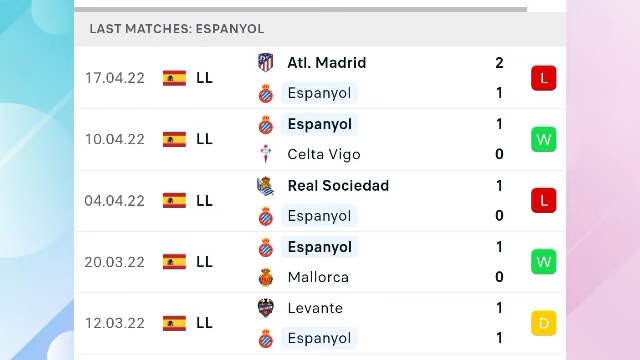 LAST MATCHES: ESPANYOL
Atl. Madrid 2
17.04.22 LL L
Espanyol 1
Espanyol 1
10.04.22 LL W
Celta Vigo 0
Real Sociedad 1
04.04.22 LL L
Espanyol 0
Espanyol 1
20.03.22 LL W
Mallorca 0
Levante 1
12.03.22 LL D
Espanyol 1